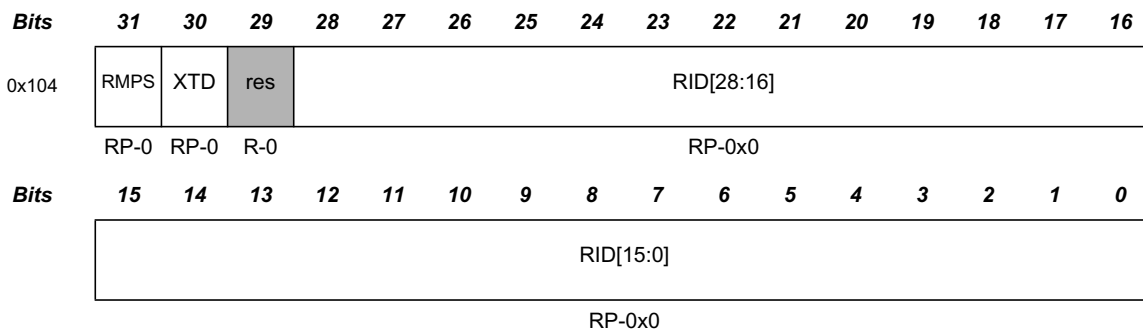 Bits 31 30 29 28 27 26 25 24 23 22 21 20 19 18 17 16
0x104 RMPS XTD res RID[28:16]
RP-0 RP-0 R-0 RP-0x0
Bits 15 14 13 12 11 10 9 8 7 6 5 4 3 2 1 0
RID[15:0]
RP-0x0